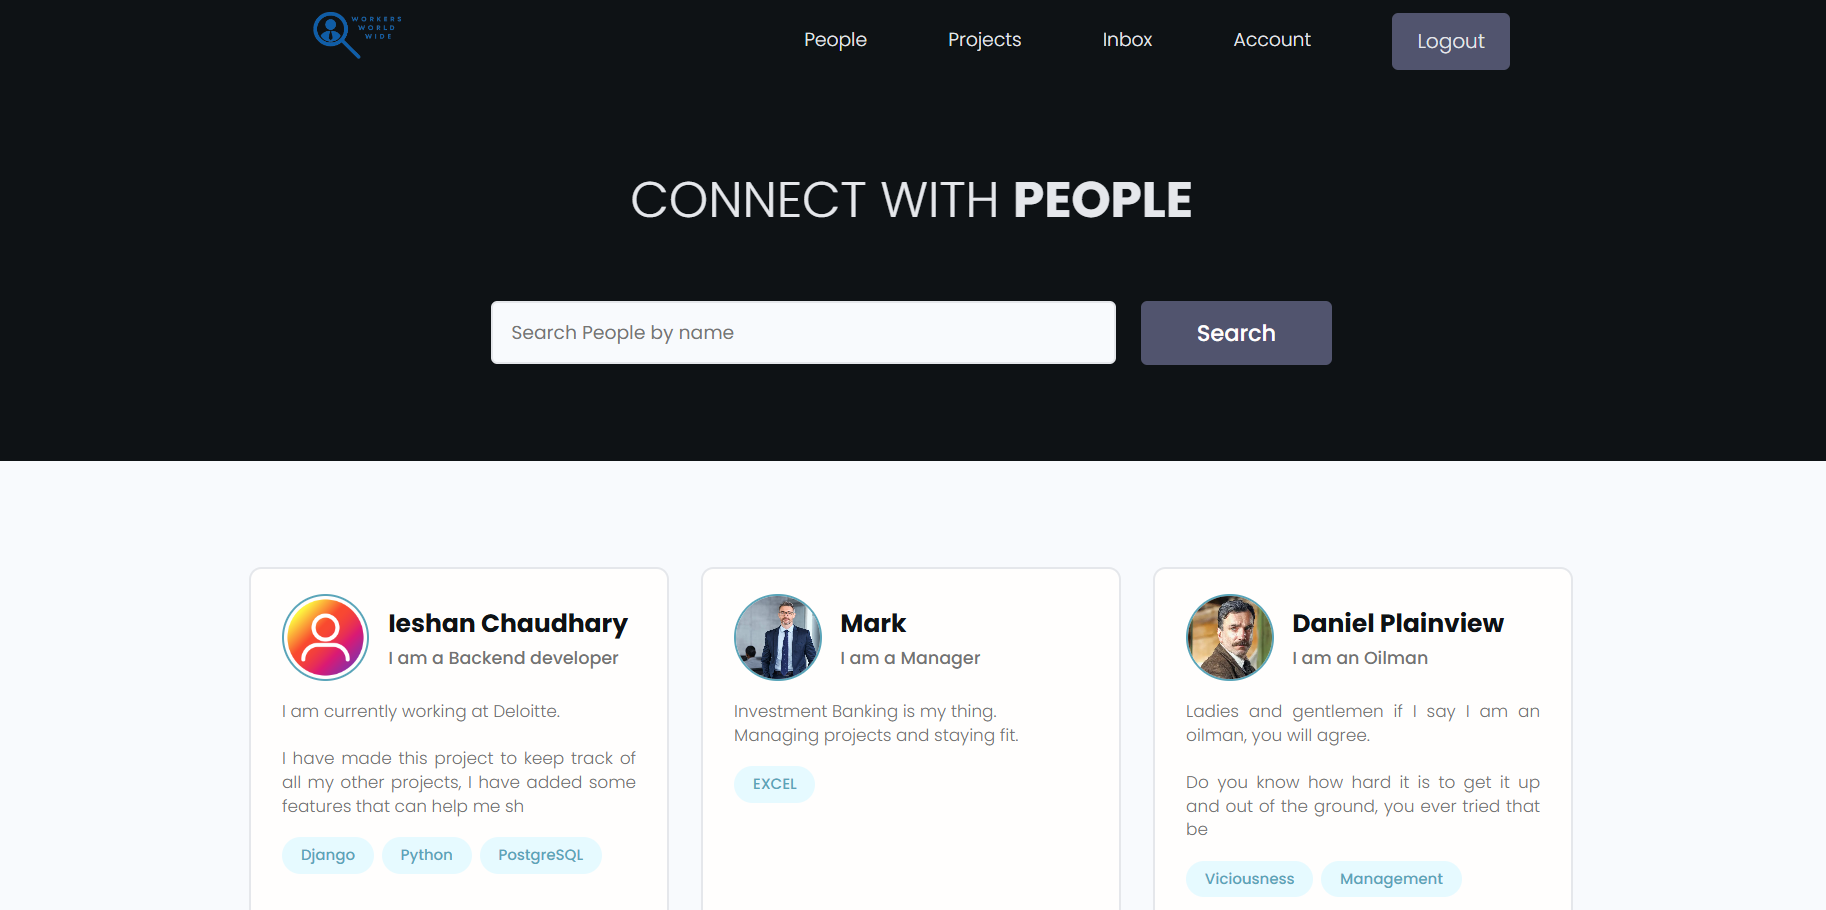 WORKERS
WORLD
WIDE
People
Projects
Inbox
Account
Logout
CONNECT WITH PEOPLE
Search People by name
Search
Ieshan Chaudhary
I am a Backend developer
I am currently working at Deloitte.
I have made this project to keep track of
all my other projects, I have added some
features that can help me sh
Django
Python
PostgreSQL
Mark
I am a Manager
Investment Banking is my thing.
Managing projects and staying fit.
EXCEL
Daniel Plainview
I am an Oilman
Ladies and gentlemen if I say I am an
oilman, you will agree.
Do you know how hard it is to get it up
and out of the ground, you ever tried that
be
Viciousness
Management